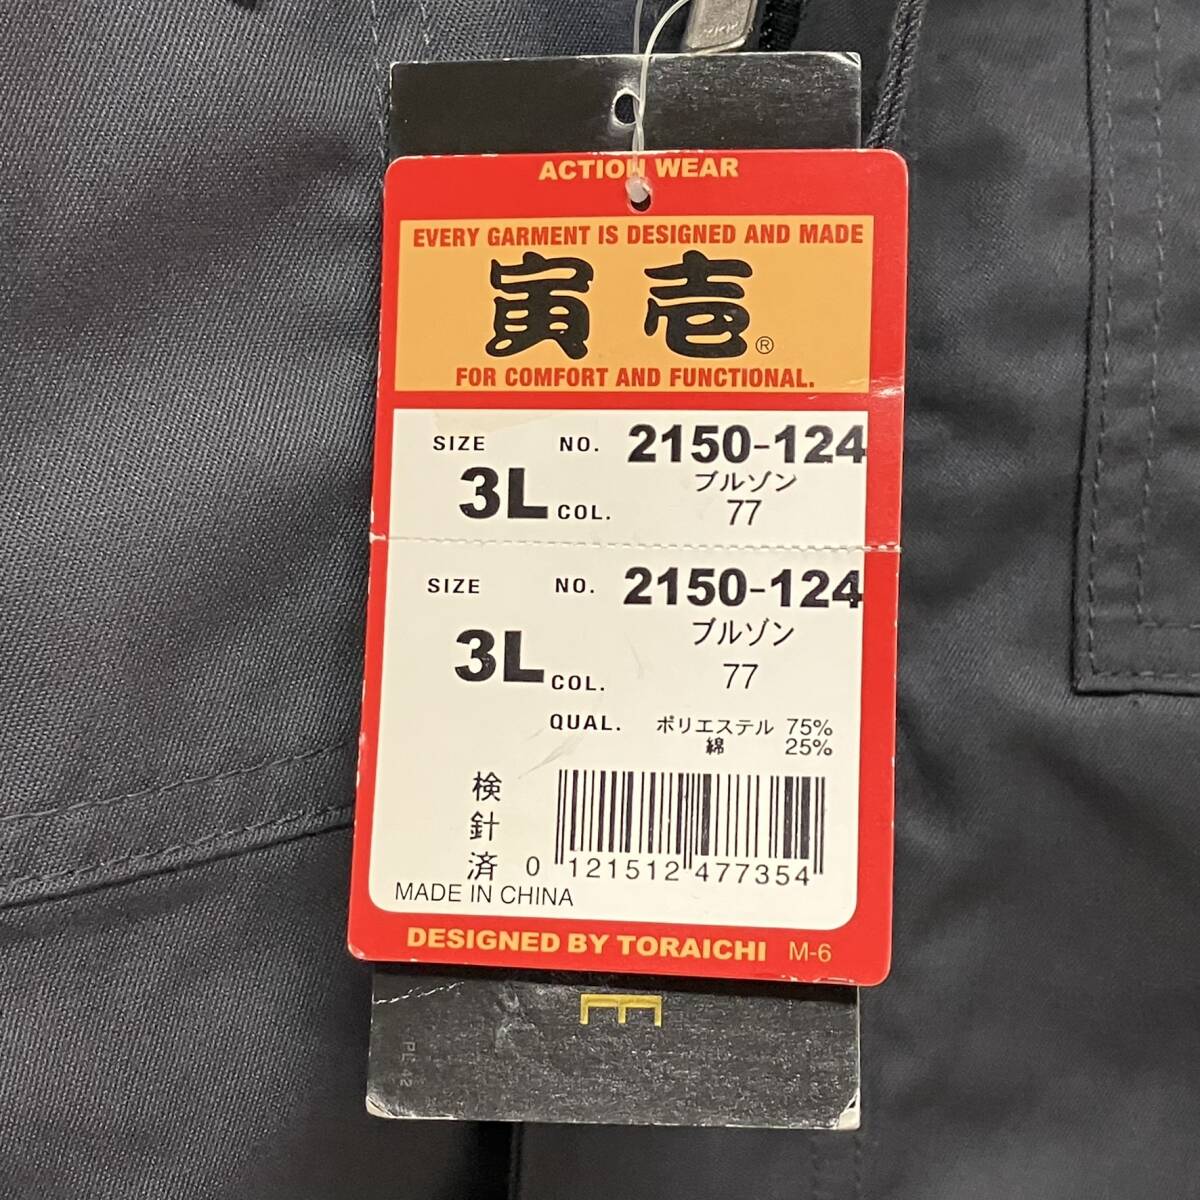 ACTION WEAR
EVERY GARMENT IS DESIGNED AND MADE
寅壱®
FOR COMFORT AND FUNCTIONAL.
SIZE NO. 2150-124
ブルゾン
3L COL. 77
SIZE NO. 2150-124
ブルゾン
3L COL. 77
QUAL. ポリエステル 75%
綿 25%
検針済
0 121512 477354
MADE IN CHINA
DESIGNED BY TORAICHI M-6
E
PL-42
YKK